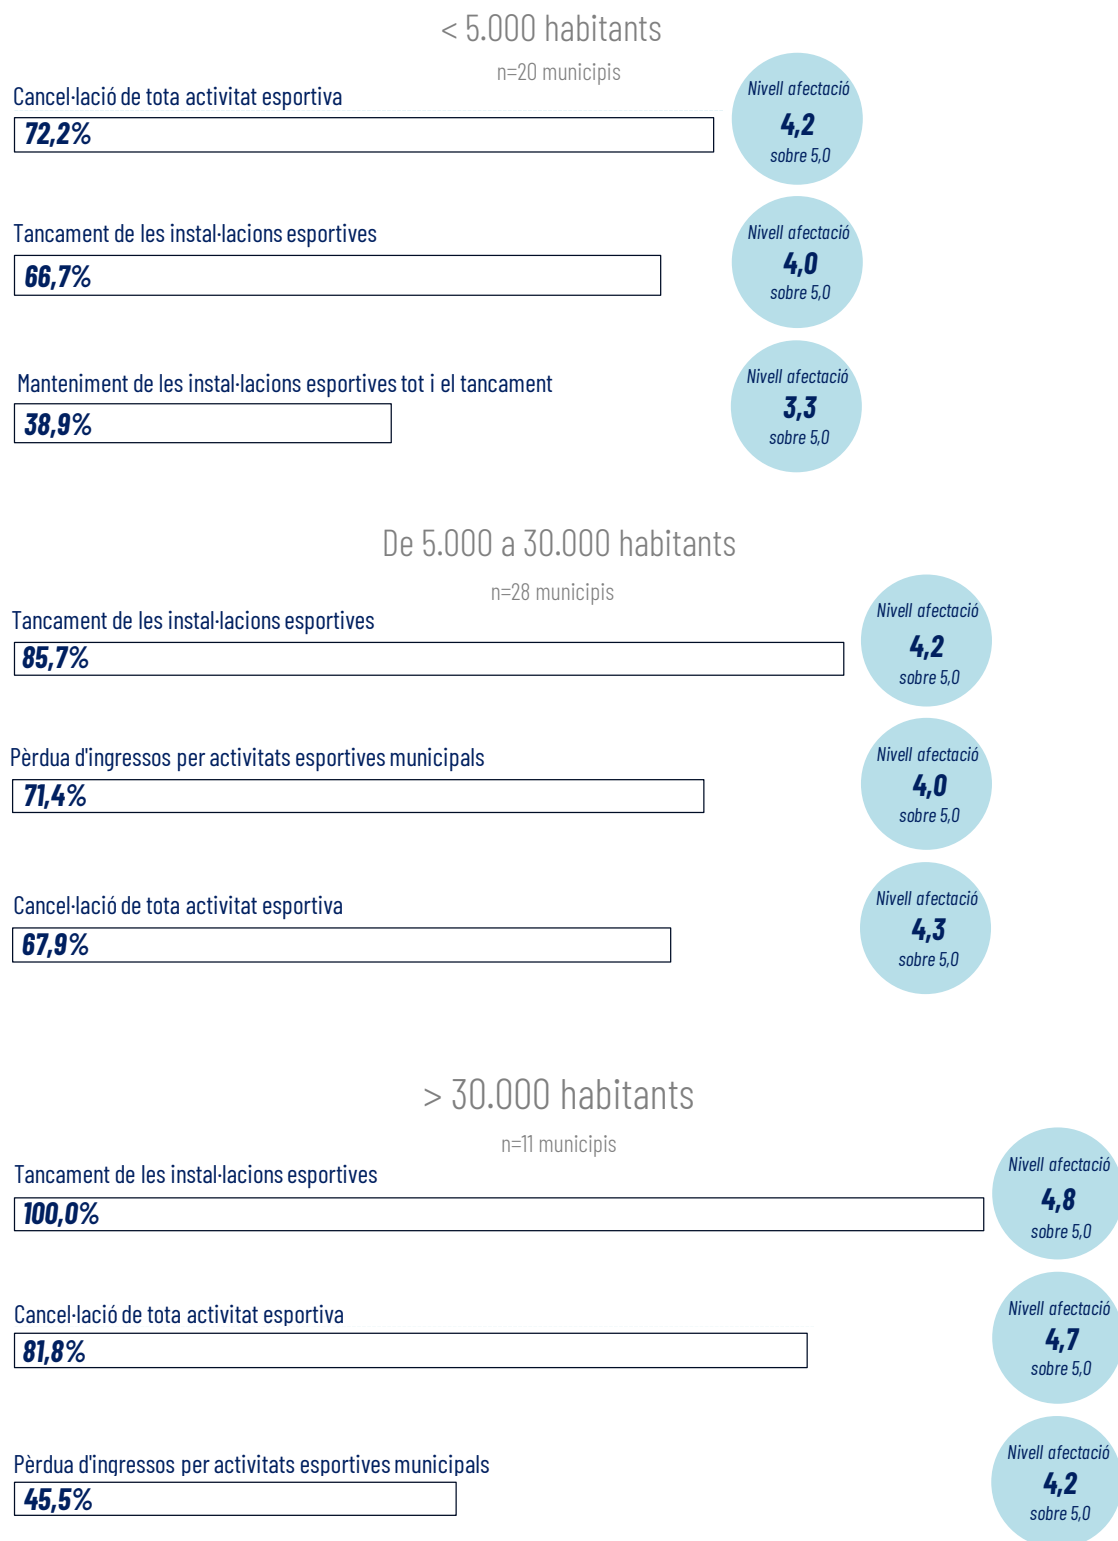 < 5.000 habitants
n=20 municipis
Cancel·lació de tota activitat esportiva
72,2%
Nivell afectació
4,2
sobre 5,0
Tancament de les instal·lacions esportives
66,7%
Nivell afectació
4,0
sobre 5,0
Manteniment de les instal·lacions esportives tot i el tancament
38,9%
Nivell afectació
3,3
sobre 5,0
De 5.000 a 30.000 habitants
n=28 municipis
Tancament de les instal·lacions esportives
85,7%
Nivell afectació
4,2
sobre 5,0
Pèrdua d'ingressos per activitats esportives municipals
71,4%
Nivell afectació
4,0
sobre 5,0
Cancel·lació de tota activitat esportiva
67,9%
Nivell afectació
4,3
sobre 5,0
> 30.000 habitants
n=11 municipis
Tancament de les instal·lacions esportives
100,0%
Nivell afectació
4,8
sobre 5,0
Cancel·lació de tota activitat esportiva
81,8%
Nivell afectació
4,7
sobre 5,0
Pèrdua d'ingressos per activitats esportives municipals
45,5%
Nivell afectació
4,2
sobre 5,0